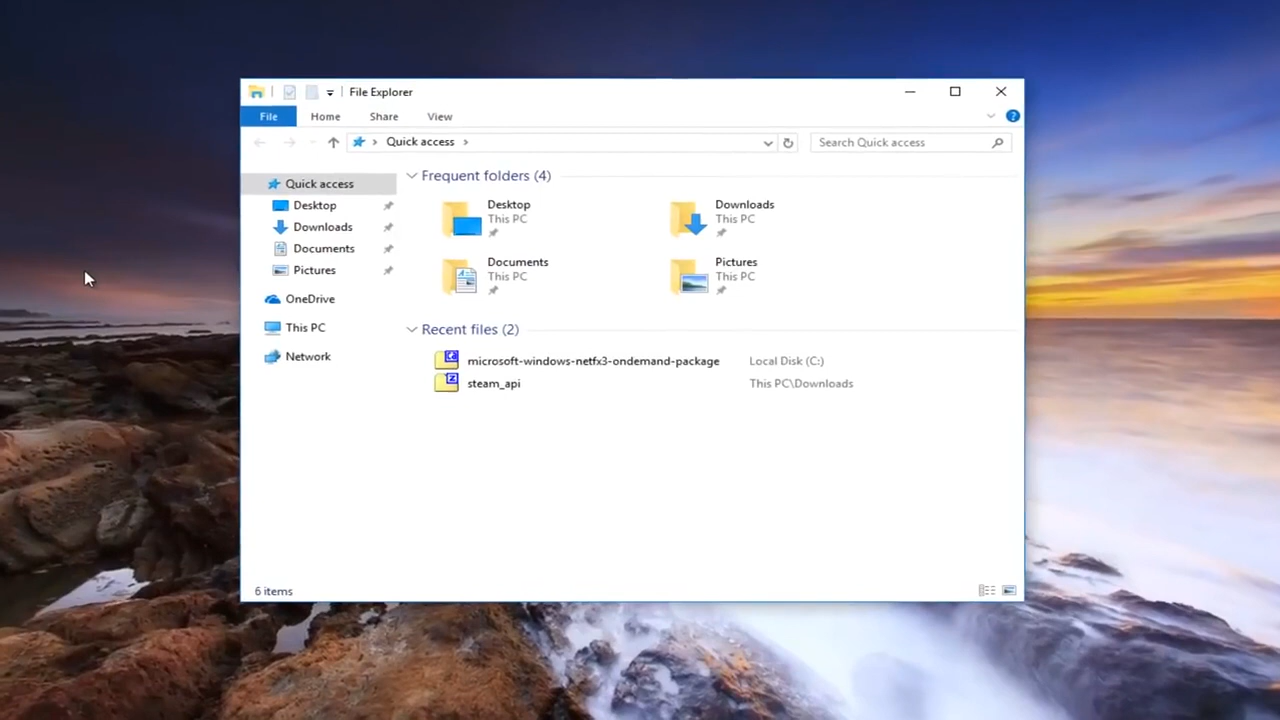 File Explorer
File Home Share View
Quick access
Search Quick access
Quick access
Desktop
Downloads
Documents
Pictures
OneDrive
This PC
Network
Frequent folders (4)
Desktop
This PC
Downloads
This PC
Documents
This PC
Pictures
This PC
Recent files (2)
microsoft-windows-netfx3-ondemand-package Local Disk (C:)
steam_api This PC\Downloads
6 items